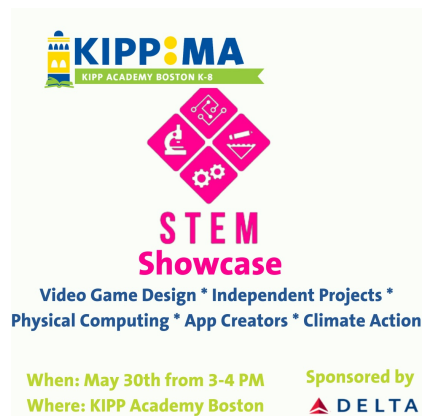 KIPP:MA
KIPP ACADEMY BOSTON K-8
STEM
Showcase
Video Game Design * Independent Projects *
Physical Computing * App Creators * Climate Action
When: May 30th from 3-4 PM
Where: KIPP Academy Boston
Sponsored by
DELTA